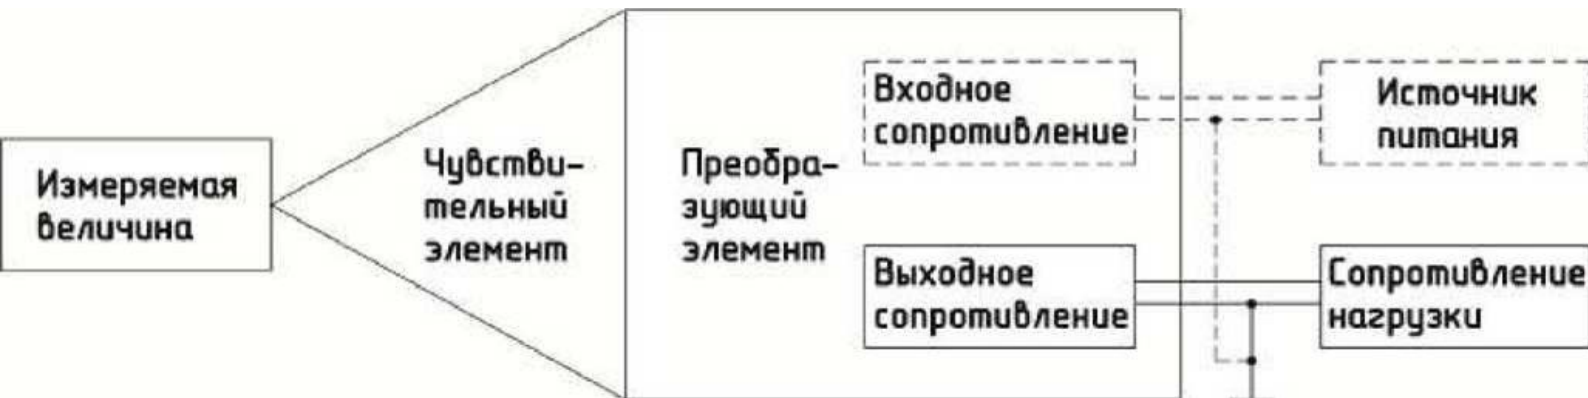 Измеряемая
величина
Чувстви-
тельный
элемент
Преобра-
зующий
элемент
Входное
сопротивление
Источник
питания
Выходное
сопротивление
Сопротивление
нагрузки